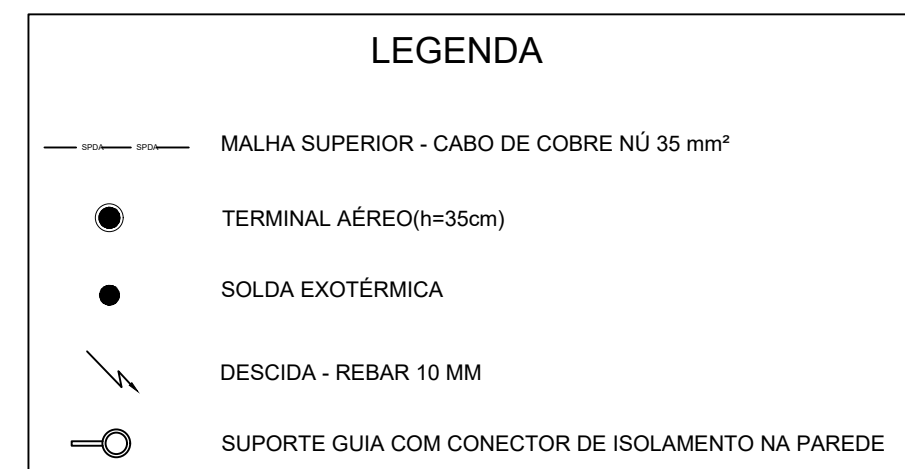 LEGENDA
SPDA SPDA MALHA SUPERIOR - CABO DE COBRE NÚ 35 mm²
TERMINAL AÉREO(h=35cm)
SOLDA EXOTÉRMICA
DESCIDA - REBAR 10 MM
SUPORTE GUIA COM CONECTOR DE ISOLAMENTO NA PAREDE